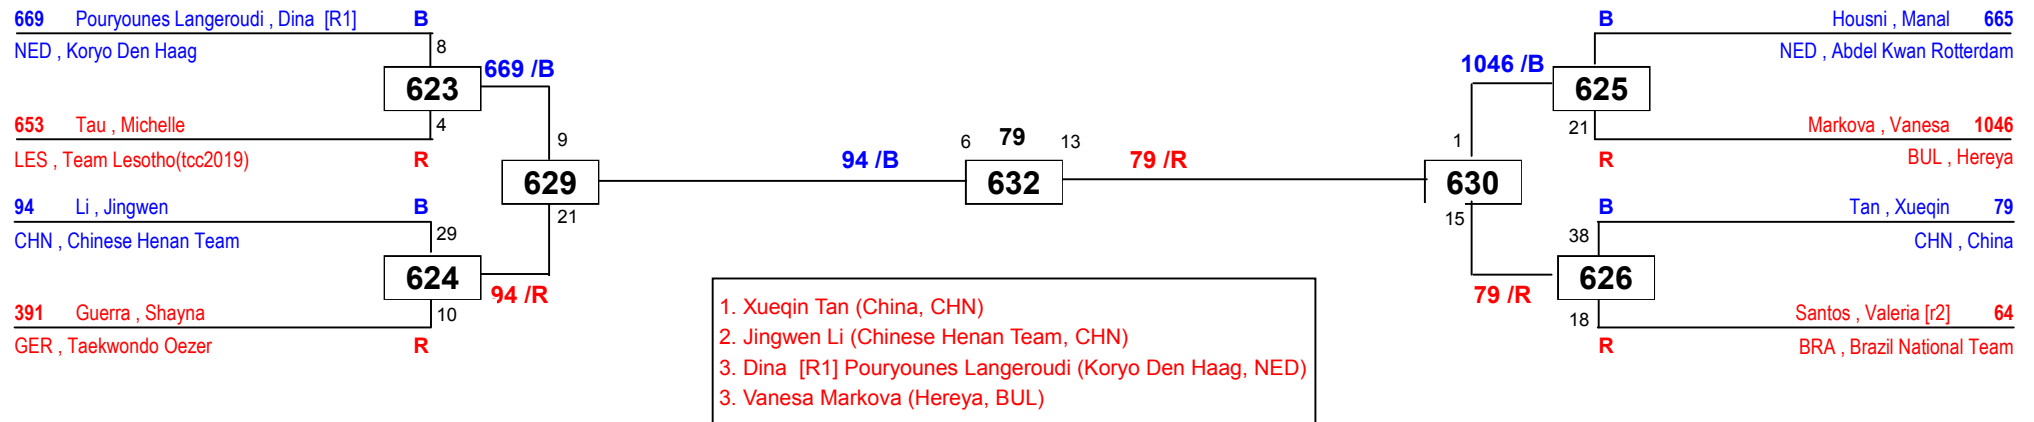 669 Pouryounes Langeroudi , Dina [R1] B
NED , Koryo Den Haag
8
623
669 /B
4
653 Tau , Michelle
LES , Team Lesotho(tcc2019) R
9
629
21
94 Li , Jingwen B
CHN , Chinese Henan Team
29
624
94 /R
10
391 Guerra , Shayna
GER , Taekwondo Oezer R
94 /B
6 79 13
632
79 /R
B Housni , Manal 665
NED , Abdel Kwan Rotterdam
1046 /B
625
21
Markova , Vanesa 1046
R BUL , Hereya
1
630
15
B Tan , Xueqin 79
38 CHN , China
626
79 /R
18
Santos , Valeria [r2] 64
R BRA , Brazil National Team
1. Xueqin Tan (China, CHN)
2. Jingwen Li (Chinese Henan Team, CHN)
3. Dina [R1] Pouryounes Langeroudi (Koryo Den Haag, NED)
3. Vanesa Markova (Hereya, BUL)